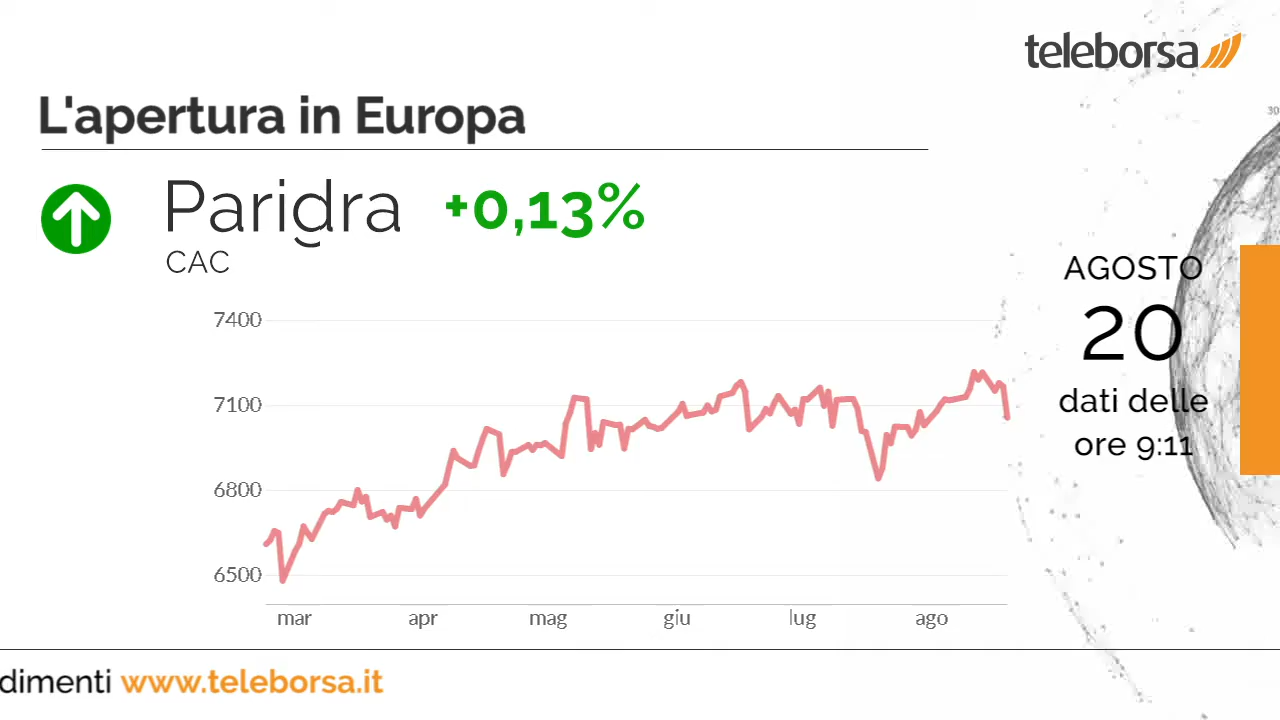 teleborsa
L'apertura in Europa
+0,13%
CAC
AGOSTO
20
dati delle
ore 9:11
7400
7100
6800
6500
mar apr mag giu lug ago
dimenti www.teleborsa.it